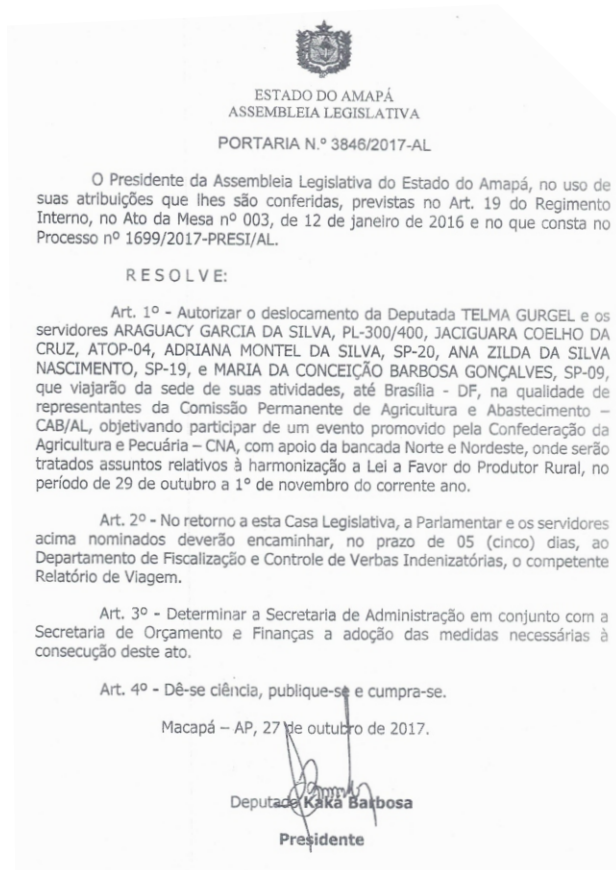 ESTADO DO AMAPÁ
ASSEMBLEIA LEGISLATIVA
PORTARIA N.º 3846/2017-AL
O Presidente da Assembleia Legislativa do Estado do Amapá, no uso de
suas atribuições que lhes são conferidas, previstas no Art. 19 do Regimento
Interno, no Ato da Mesa nº 003, de 12 de janeiro de 2016 e no que consta no
Processo nº 1699/2017-PRESI/AL.
R E S O L V E:
Art. 1º - Autorizar o deslocamento da Deputada TELMA GURGEL e os
servidores ARAGUACY GARCIA DA SILVA, PL-300/400, JACIGUARA COELHO DA
CRUZ, ATOP-04, ADRIANA MONTEL DA SILVA, SP-20, ANA ZILDA DA SILVA
NASCIMENTO, SP-19, e MARIA DA CONCEIÇÃO BARBOSA GONÇALVES, SP-09,
que viajarão da sede de suas atividades, até Brasília - DF, na qualidade de
representantes da Comissão Permanente de Agricultura e Abastecimento –
CAB/AL, objetivando participar de um evento promovido pela Confederação da
Agricultura e Pecuária – CNA, com apoio da bancada Norte e Nordeste, onde serão
tratados assuntos relativos à harmonização a Lei a Favor do Produtor Rural, no
período de 29 de outubro a 1º de novembro do corrente ano.
Art. 2º - No retorno a esta Casa Legislativa, a Parlamentar e os servidores
acima nominados deverão encaminhar, no prazo de 05 (cinco) dias, ao
Departamento de Fiscalização e Controle de Verbas Indenizatórias, o competente
Relatório de Viagem.
Art. 3º - Determinar a Secretaria de Administração em conjunto com a
Secretaria de Orçamento e Finanças a adoção das medidas necessárias à
consecução deste ato.
Art. 4º - Dê-se ciência, publique-se e cumpra-se.
Macapá – AP, 27 de outubro de 2017.
Deputado Kaká Barbosa
Presidente